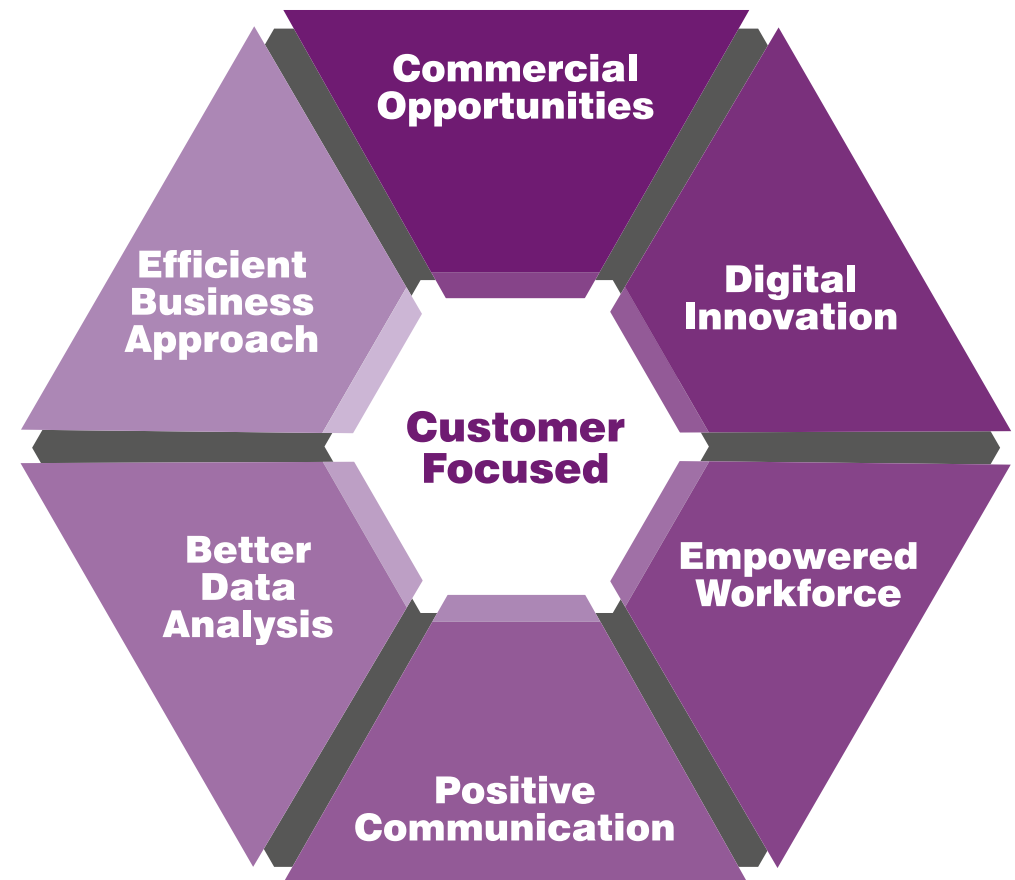 Commercial
Opportunities
Digital
Innovation
Empowered
Workforce
Positive
Communication
Better
Data
Analysis
Efficient
Business
Approach
Customer
Focused